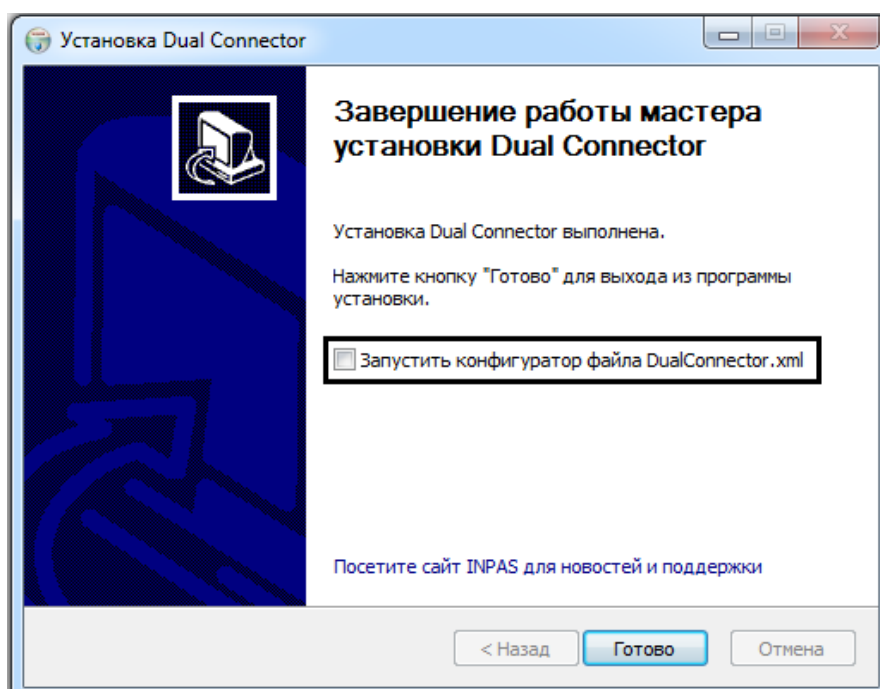 Установка Dual Connector
Завершение работы мастера
установки Dual Connector
Установка Dual Connector выполнена.
Нажмите кнопку "Готово" для выхода из программы
установки.
Запустить конфигуратор файла DualConnector.xml
Посетите сайт INPAS для новостей и поддержки
< Назад
Готово
Отмена